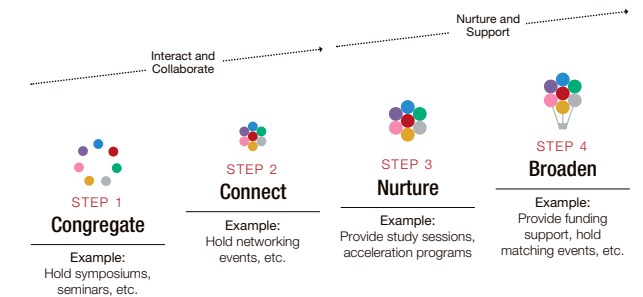 Nurture and
Support
Interact and
Collaborate
STEP 1
Congregate
Example:
Hold symposiums,
seminars, etc.
STEP 2
Connect
Example:
Hold networking
events, etc.
STEP 3
Nurture
Example:
Provide study sessions,
acceleration programs
STEP 4
Broaden
Example:
Provide funding
support, hold
matching events, etc.